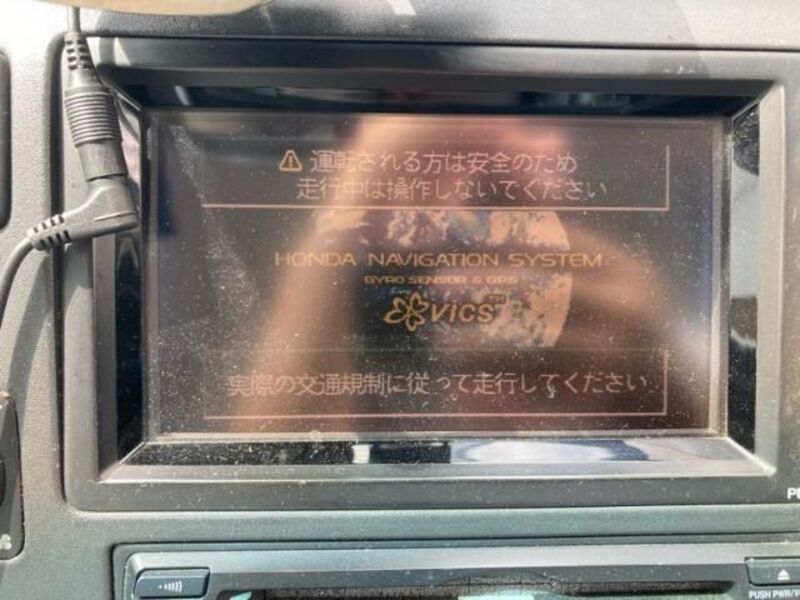 運転される方は安全のため
走行中は操作しないでください
HONDA NAVIGATION SYSTEM
GYRO SENSOR & GPS
VICS
実際の交通規制に従って走行してください
PUSH PWR/V